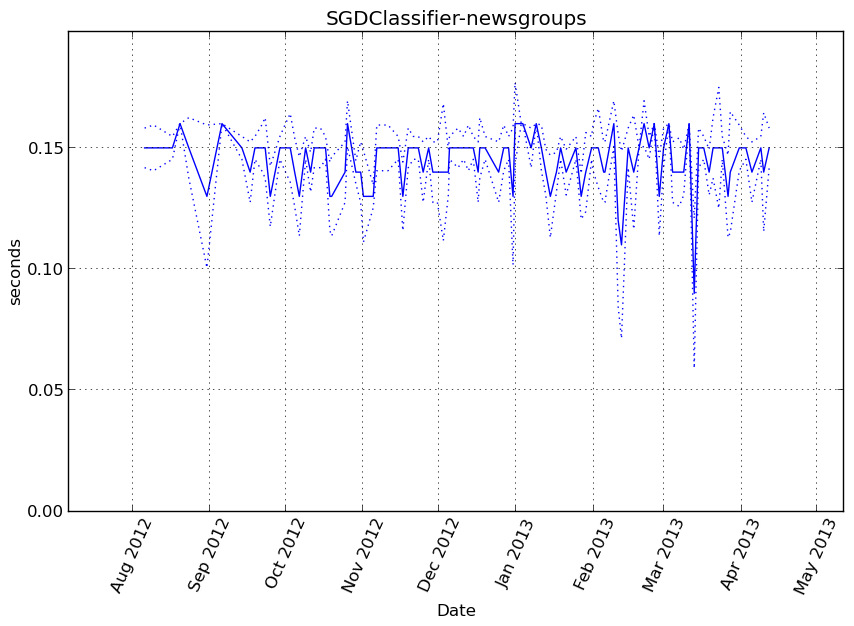 SGDClassifier-newsgroups
seconds
0.15
0.10
0.05
0.00
Aug 2012
Sep 2012
Oct 2012
Nov 2012
Dec 2012
Jan 2013
Feb 2013
Mar 2013
Apr 2013
May 2013
Date